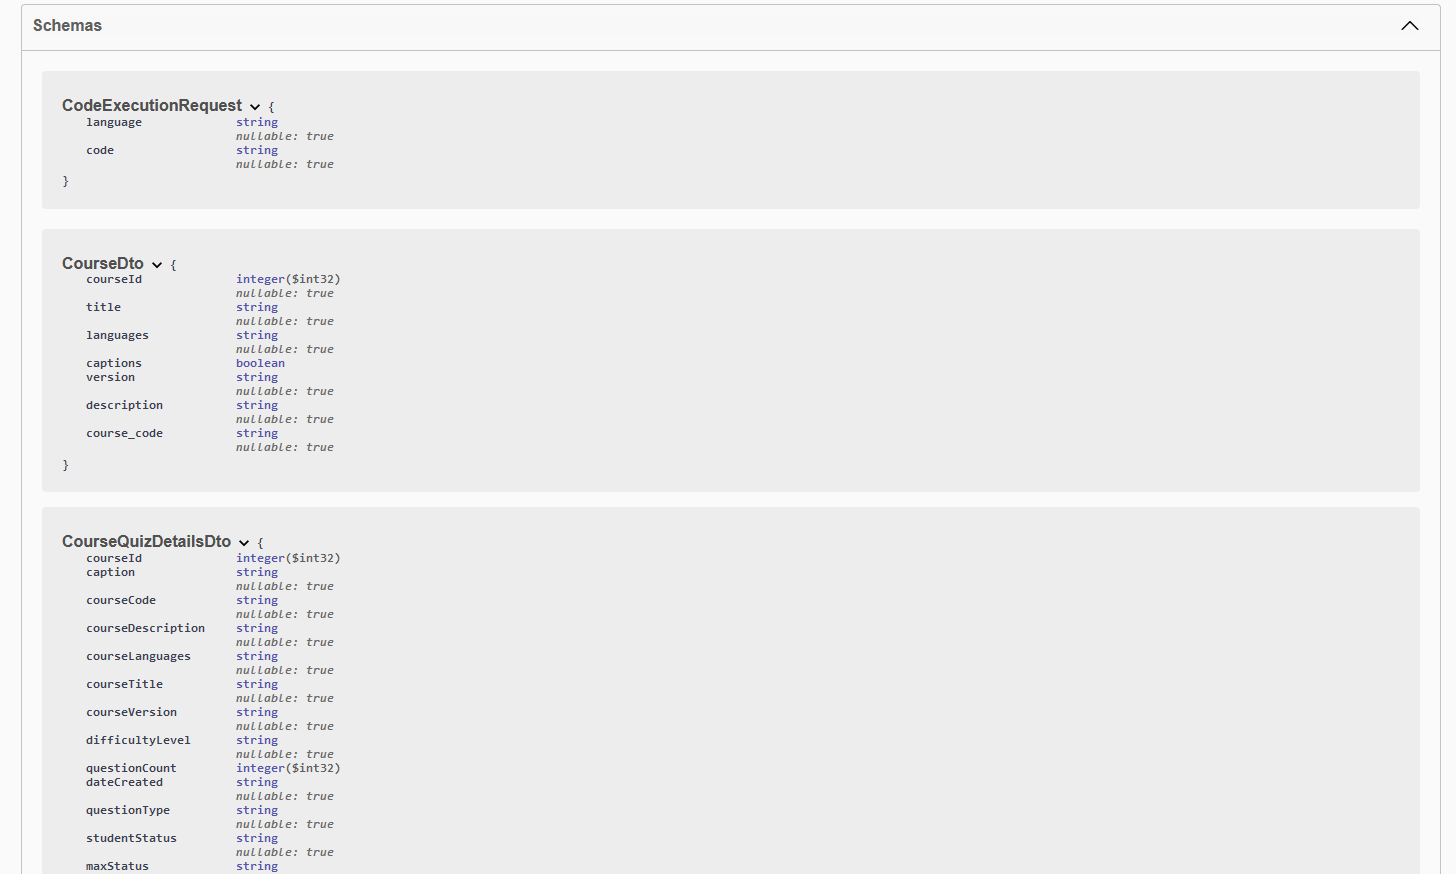 Schemas
CodeExecutionRequest {
language string
nullable: true
code string
nullable: true
}
CourseDto {
courseId integer($int32)
nullable: true
title string
nullable: true
languages string
nullable: true
captions boolean
version string
nullable: true
description string
nullable: true
course_code string
nullable: true
}
CourseQuizDetailsDto {
courseId integer($int32)
caption string
nullable: true
courseCode string
nullable: true
courseDescription string
nullable: true
courseLanguages string
nullable: true
courseTitle string
nullable: true
courseVersion string
nullable: true
difficultyLevel string
nullable: true
questionCount integer($int32)
dateCreated string
nullable: true
questionType string
nullable: true
studentStatus string
nullable: true
maxStatus string